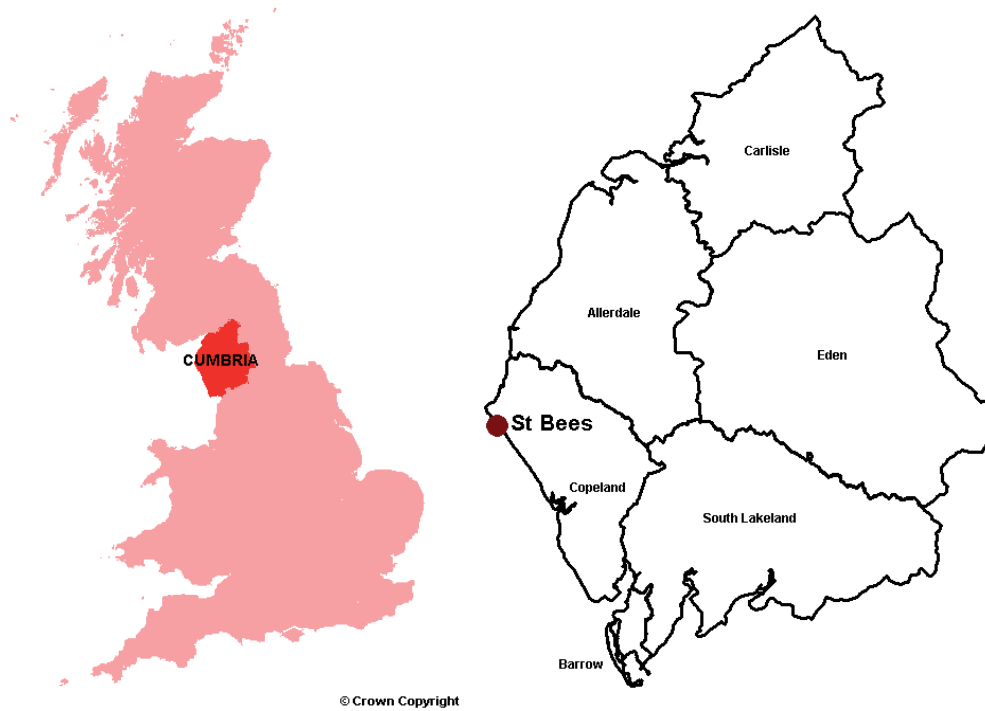 CUMBRIA
Carlisle
Allerdale
Eden
St Bees
Copeland
South Lakeland
Barrow
© Crown Copyright